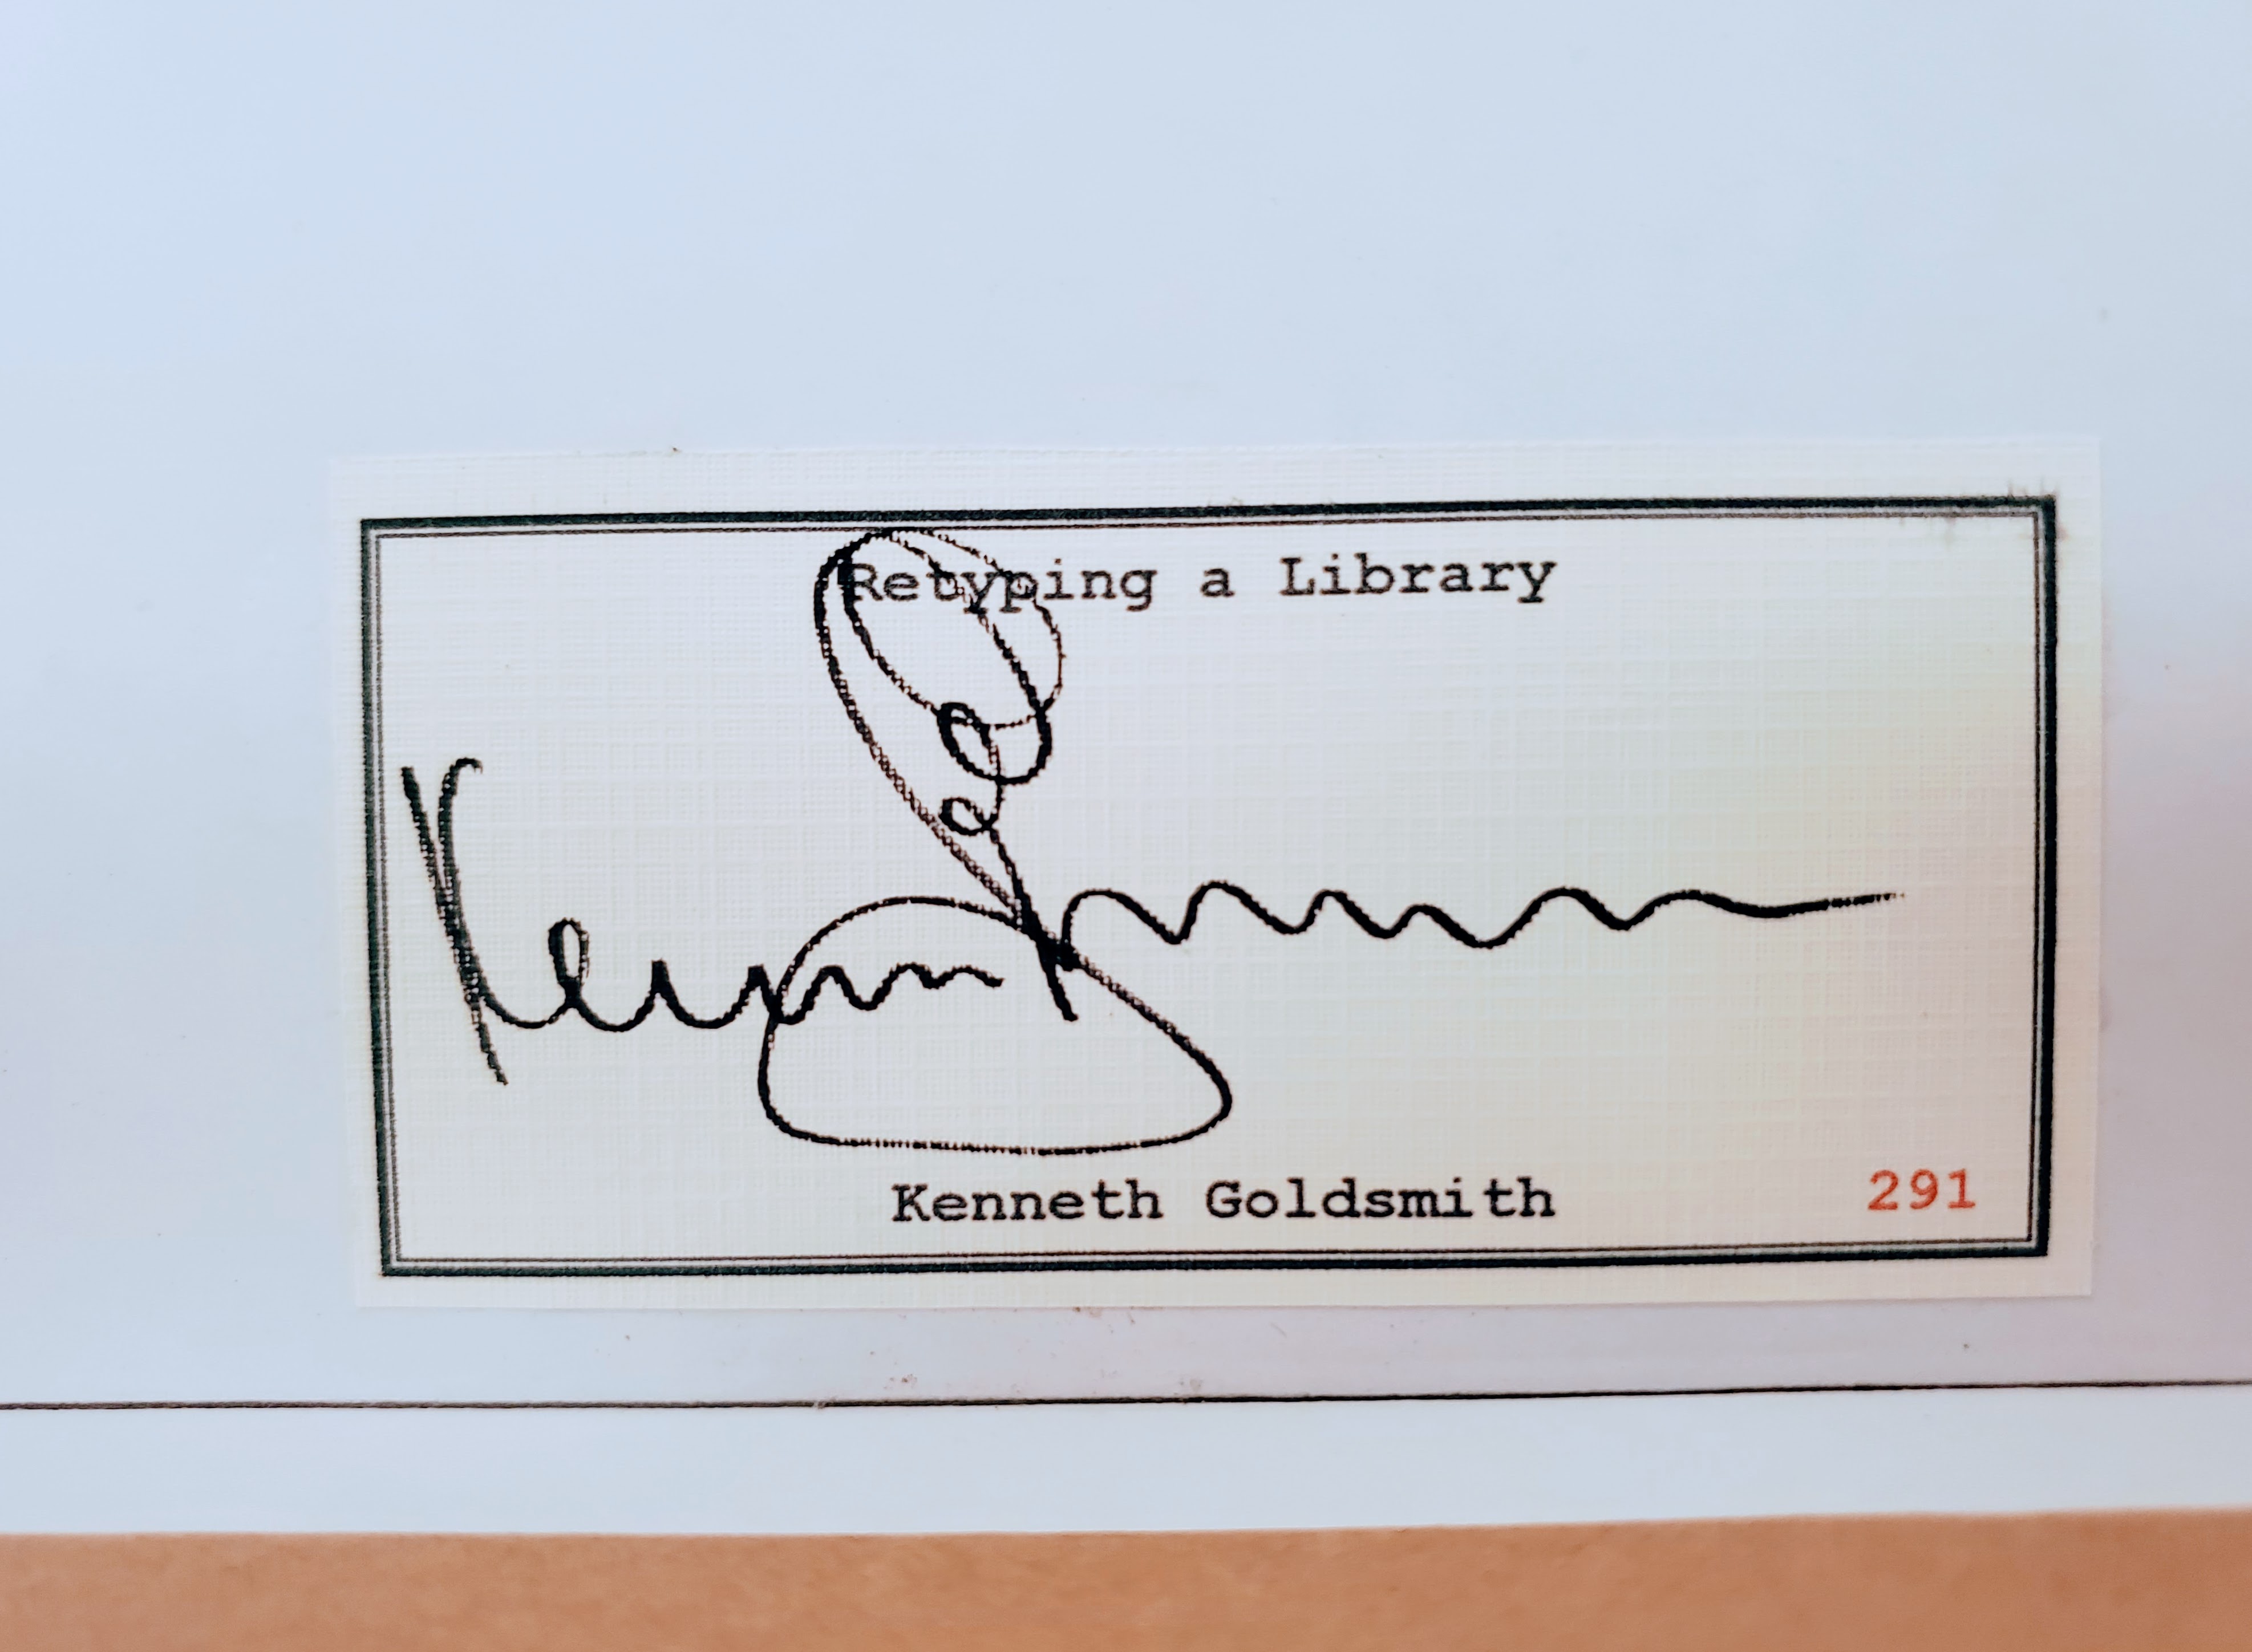 Retyping a Library
Kenneth Goldsmith
291